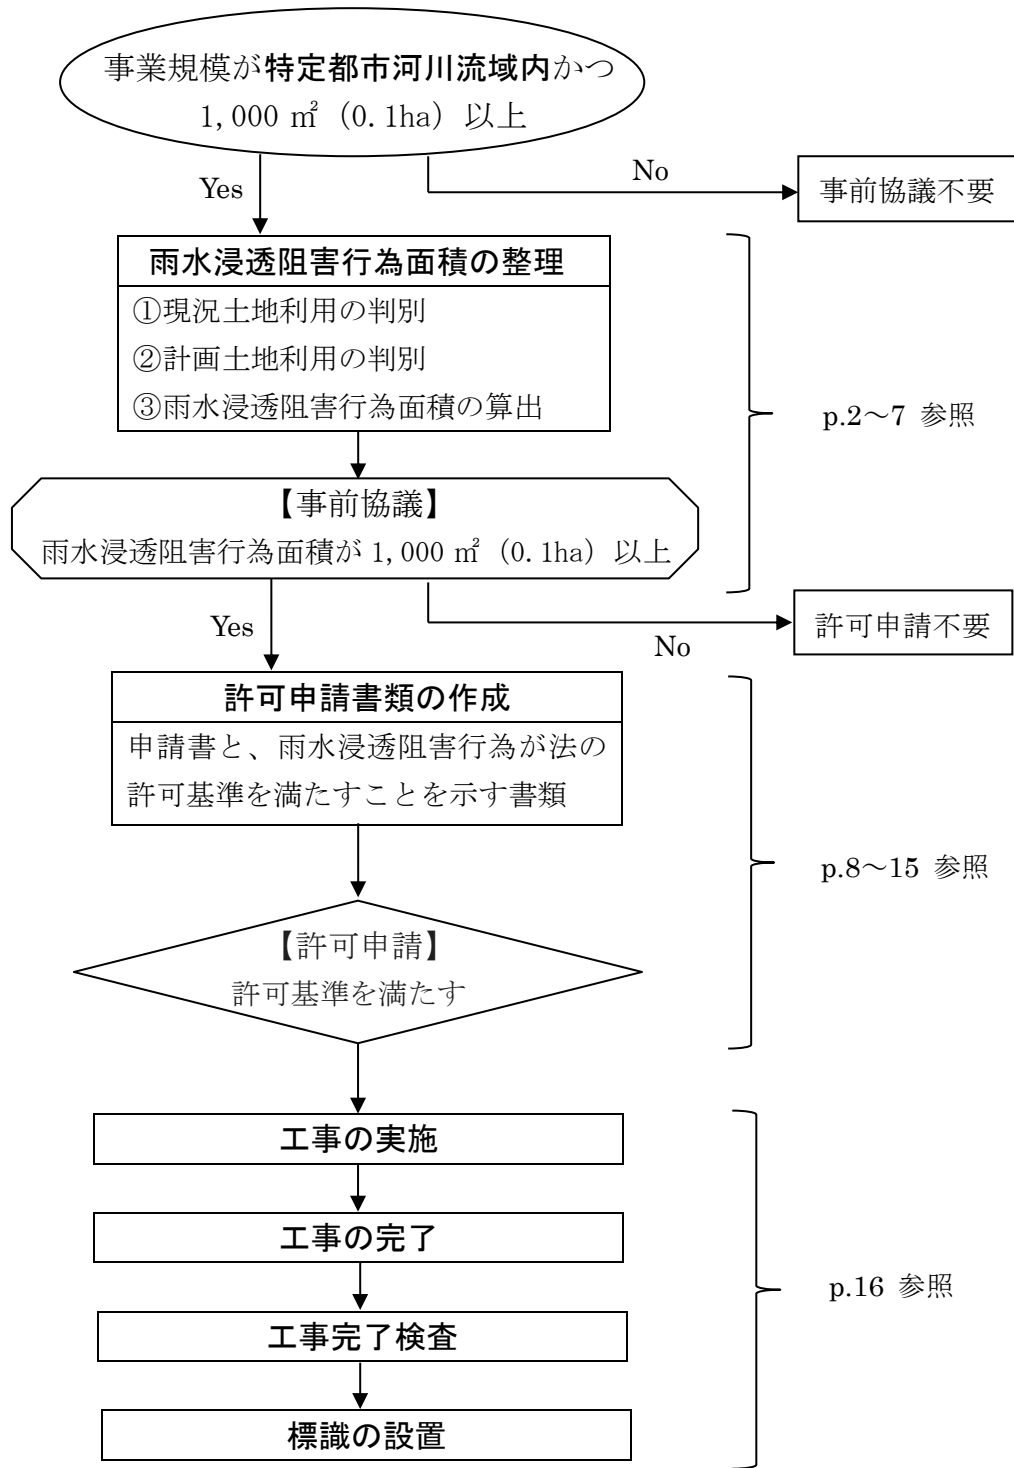 事業規模が特定都市河川流域内かつ
1,000 ㎡（0.1ha）以上
Yes
No
事前協議不要
雨水浸透阻害行為面積の整理
①現況土地利用の判別
②計画土地利用の判別
③雨水浸透阻害行為面積の算出
p.2～7 参照
【事前協議】
雨水浸透阻害行為面積が 1,000 ㎡（0.1ha）以上
Yes
No
許可申請不要
許可申請書類の作成
申請書と、雨水浸透阻害行為が法の
許可基準を満たすことを示す書類
p.8～15 参照
【許可申請】
許可基準を満たす
工事の実施
工事の完了
p.16 参照
工事完了検査
標識の設置